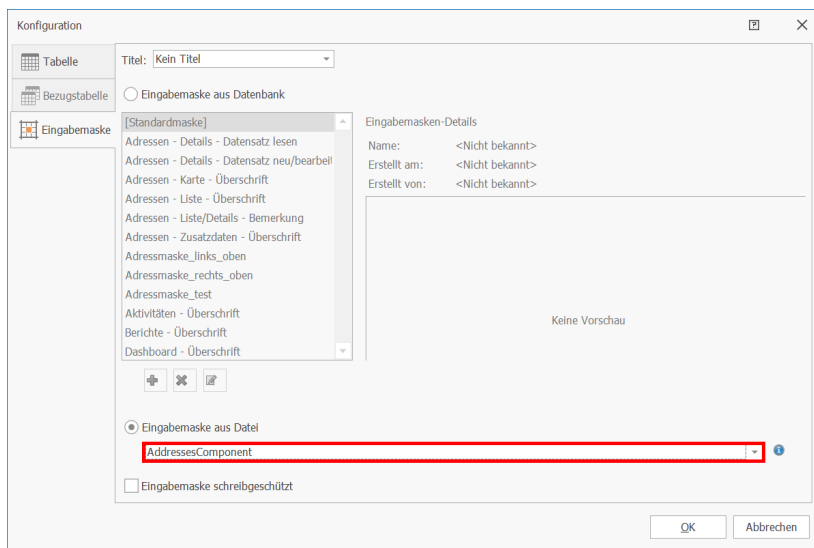 Konfiguration
Tabelle
Bezugstabelle
Eingabemaske
Titel: Kein Titel
Eingabemaske aus Datenbank
[Standardmaske]
Adressen - Details - Datensatz lesen
Adressen - Details - Datensatz neu/bearbeit
Adressen - Karte - Überschrift
Adressen - Liste - Überschrift
Adressen - Liste/Details - Bemerkung
Adressen - Zusatzdaten - Überschrift
Adressmaske_links_oben
Adressmaske_rechts_oben
Adressmaske_test
Aktivitäten - Überschrift
Berichte - Überschrift
Dashboard - Überschrift
Eingabemasken-Details
Name: <Nicht bekannt>
Erstellt am: <Nicht bekannt>
Erstellt von: <Nicht bekannt>
Keine Vorschau
Eingabemaske aus Datei
AddressesComponent
Eingabemaske schreibgeschützt
OK
Abbrechen